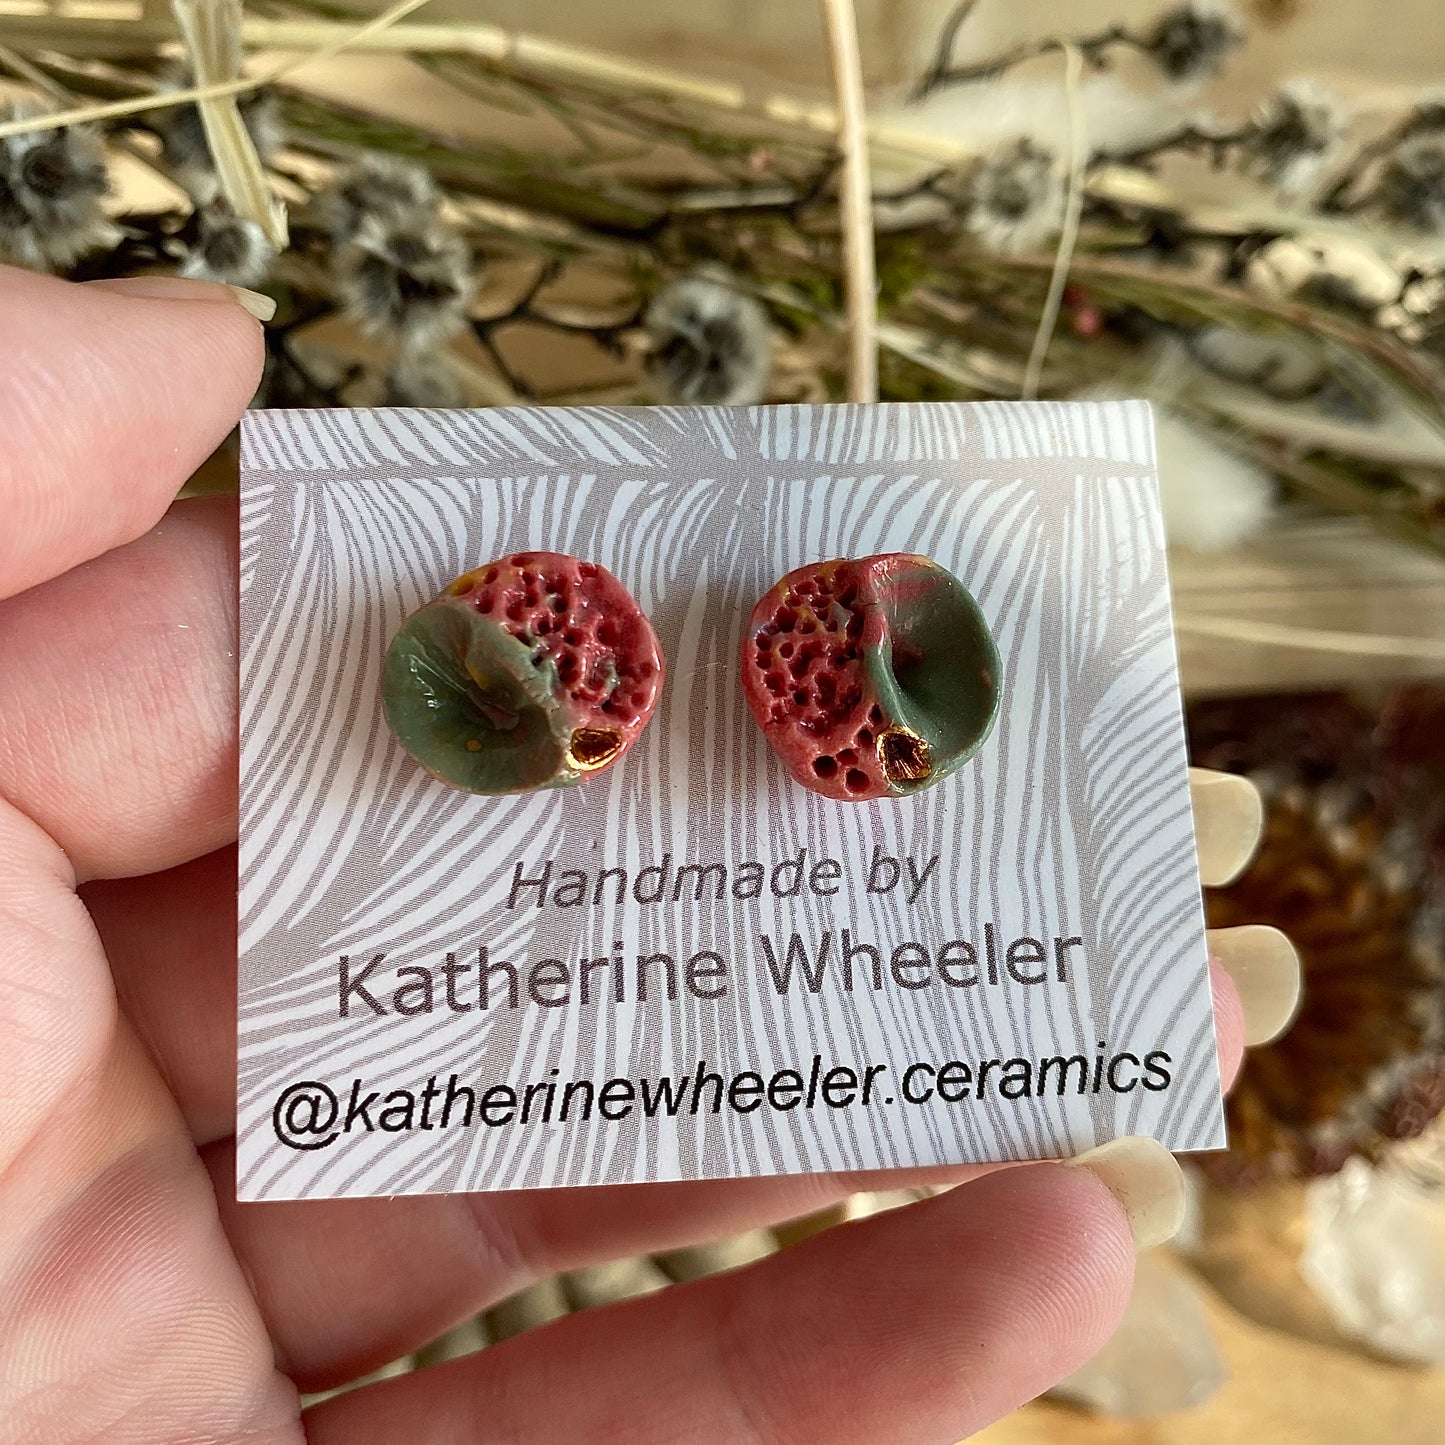 Handmade by
Katherine Wheeler
@katherinewheeler.ceramics